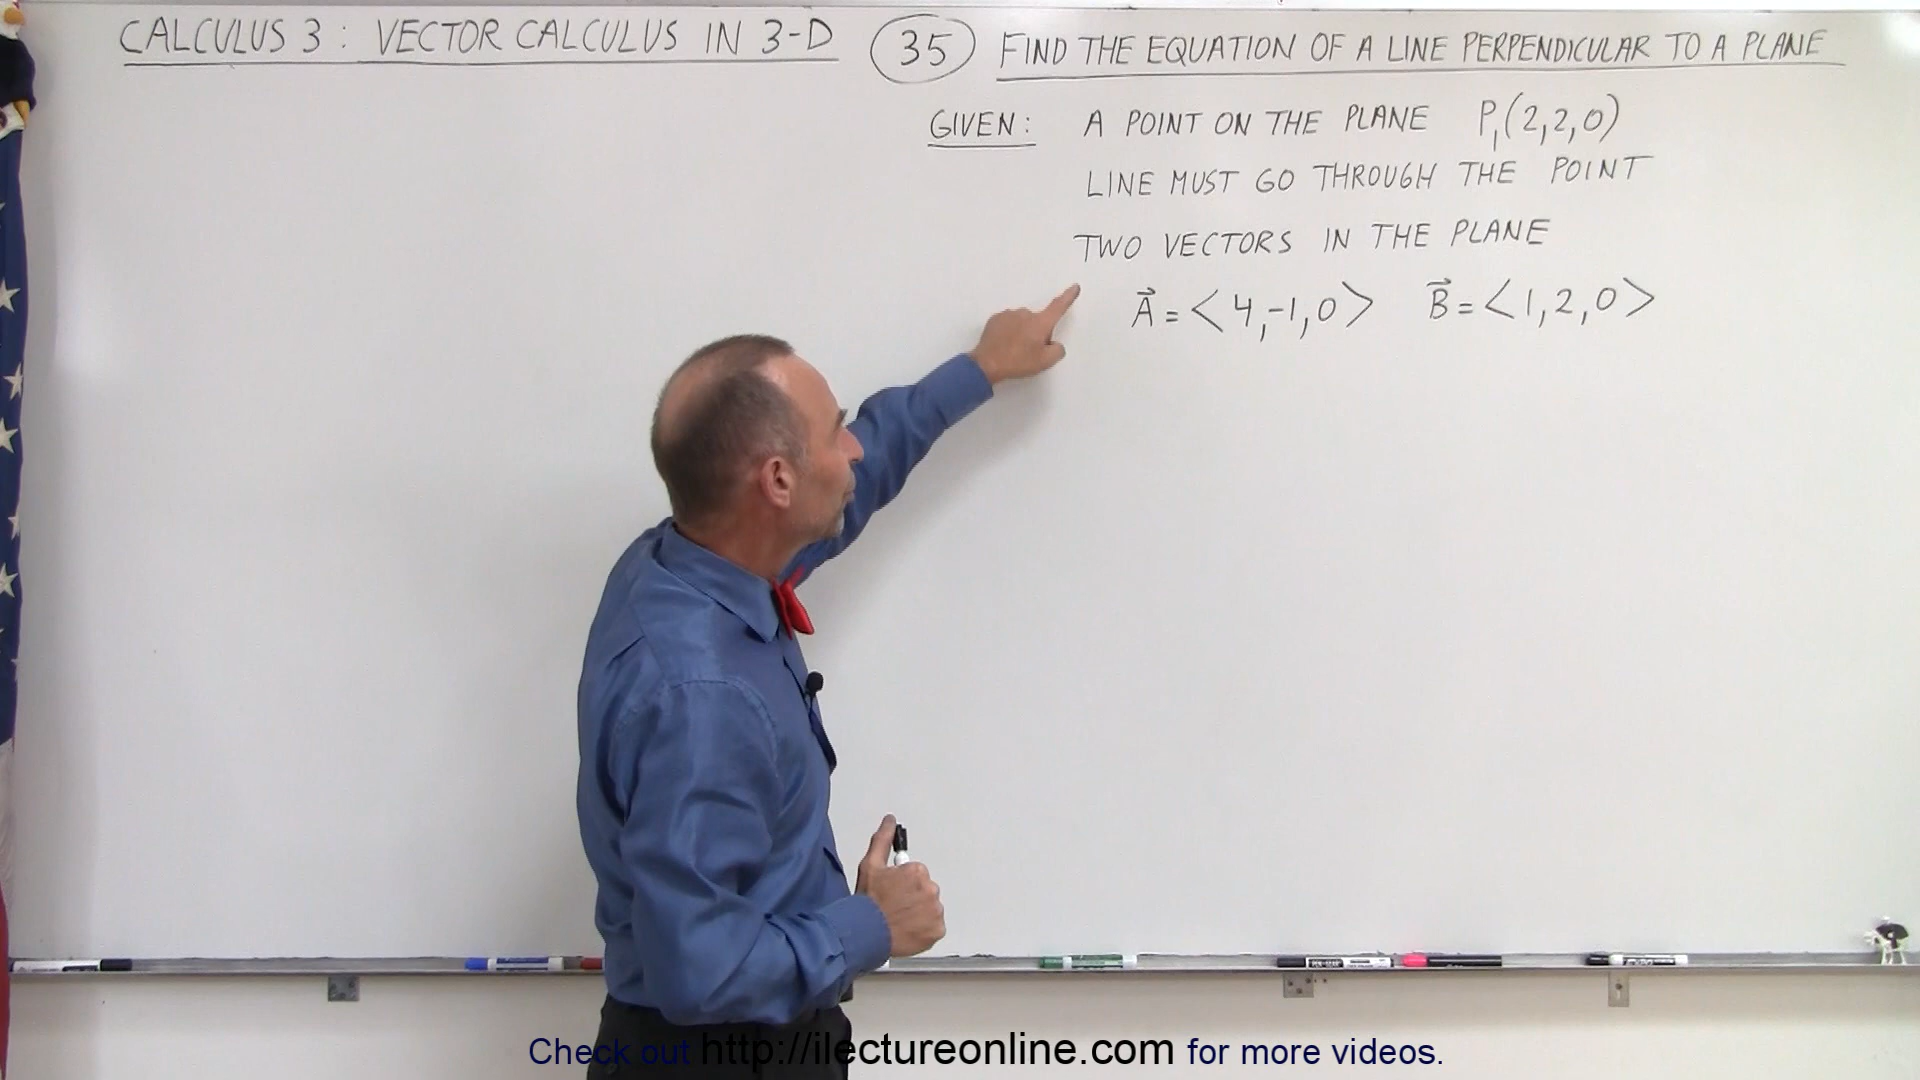 CALCULUS 3: VECTOR CALCULUS IN 3-D 35 FIND THE EQUATION OF A LINE PERPENDICULAR TO A PLANE
GIVEN: A POINT ON THE PLANE P₁(2,2,0)
LINE MUST GO THROUGH THE POINT
TWO VECTORS IN THE PLANE
A⃗ = <4,-1,0> B⃗ = <1,2,0>
Check out http://ilectureonline.com for more videos.